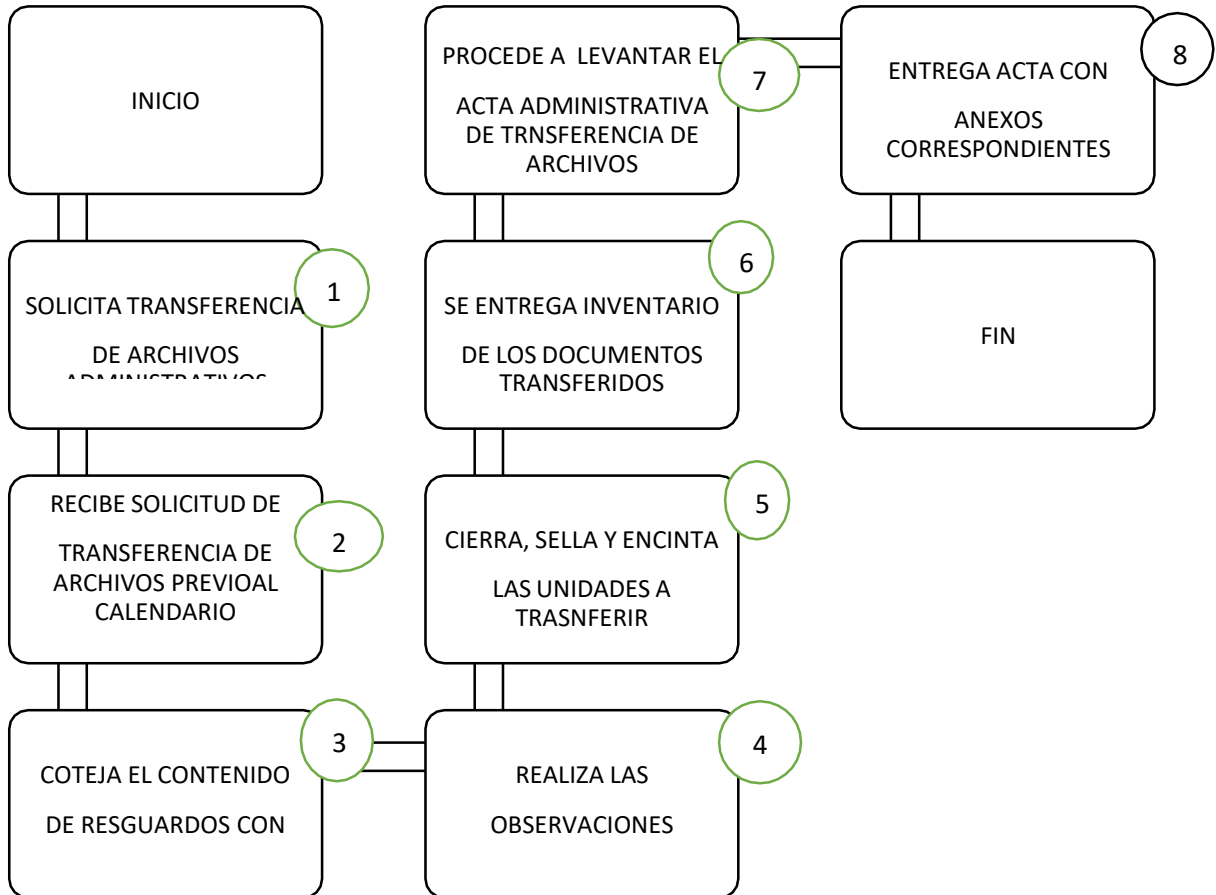 INICIO
1
SOLICITA TRANSFERENCIA
DE ARCHIVOS
ADMINISTRATIVOS
2
RECIBE SOLICITUD DE
TRANSFERENCIA DE
ARCHIVOS PREVIOAL
CALENDARIO
3
COTEJA EL CONTENIDO
DE RESGUARDOS CON
4
REALIZA LAS
OBSERVACIONES
5
CIERRA, SELLA Y ENCINTA
LAS UNIDADES A
TRASNFERIR
6
SE ENTREGA INVENTARIO
DE LOS DOCUMENTOS
TRANSFERIDOS
7
PROCEDE A LEVANTAR EL
ACTA ADMINISTRATIVA
DE TRNSFERENCIA DE
ARCHIVOS
8
ENTREGA ACTA CON
ANEXOS
CORRESPONDIENTES
FIN